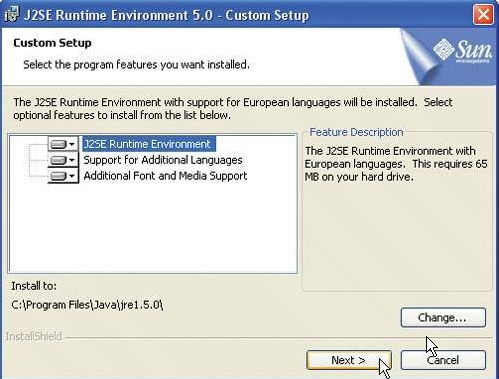 J2SE Runtime Environment 5.0 - Custom Setup
Custom Setup
Select the program features you want installed.
Sun
microsystems
The J2SE Runtime Environment with support for European languages will be installed. Select
optional features to install from the list below.
J2SE Runtime Environment
Support for Additional Languages
Additional Font and Media Support
Feature Description
The J2SE Runtime Environment with
European languages. This requires 65
MB on your hard drive.
Install to:
C:\Program Files\Java\jre1.5.0\
Change...
InstallShield
Next >
Cancel